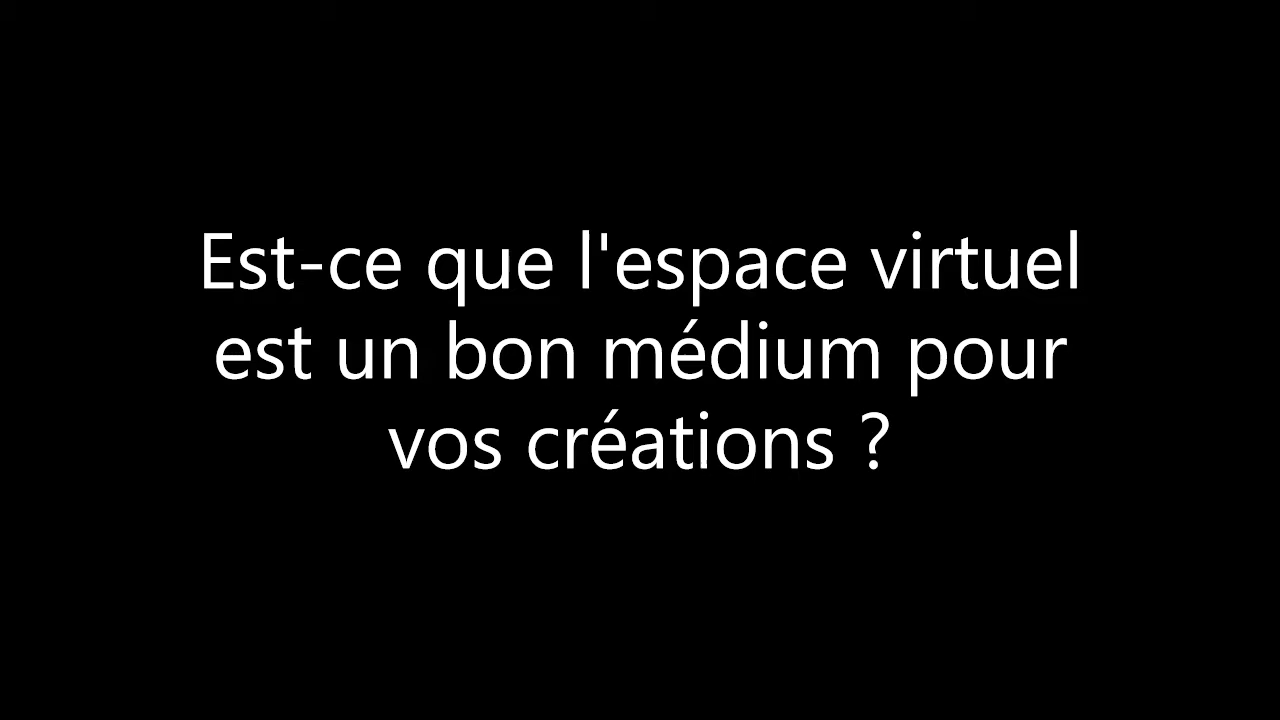 Est-ce que l'espace virtuel
est un bon médium pour
vos créations ?